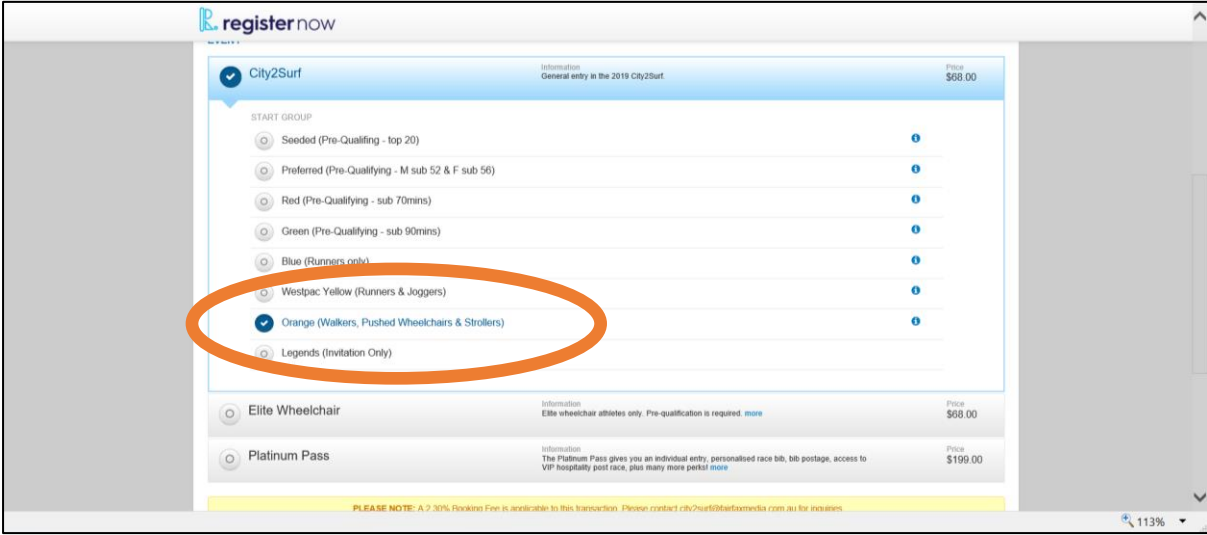 register now
EVENT
City2Surf
Information
General entry in the 2019 City2Surf.
Price
$68.00
START GROUP
Seeded (Pre-Qualifing - top 20)
Preferred (Pre-Qualifying - M sub 52 & F sub 56)
Red (Pre-Qualifying - sub 70mins)
Green (Pre-Qualifying - sub 90mins)
Blue (Runners only)
Westpac Yellow (Runners & Joggers)
Orange (Walkers, Pushed Wheelchairs & Strollers)
Legends (Invitation Only)
Elite Wheelchair
Information
Elite wheelchair athletes only. Pre-qualification is required. more
Price
$68.00
Platinum Pass
Information
The Platinum Pass gives you an individual entry, personalised race bib, bib postage, access to
VIP hospitality post race, plus many more perks! more
Price
$199.00
PLEASE NOTE: A 2.30% Booking Fee is applicable to this transaction. Please contact city2surf@fairfaxmedia.com.au for inquiries.
113%